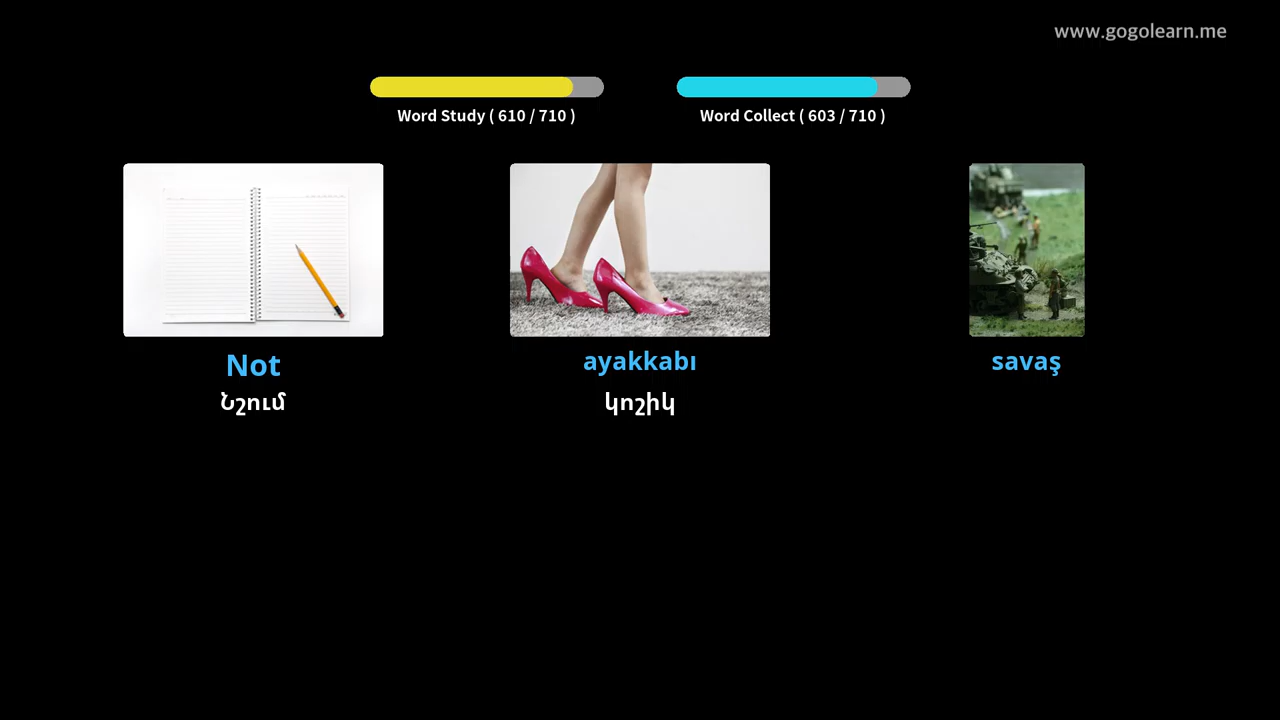 www.gogolearn.me
Word Study ( 610 / 710 )
Word Collect ( 603 / 710 )
Not
Նշում
ayakkabı
կոշիկ
savaş